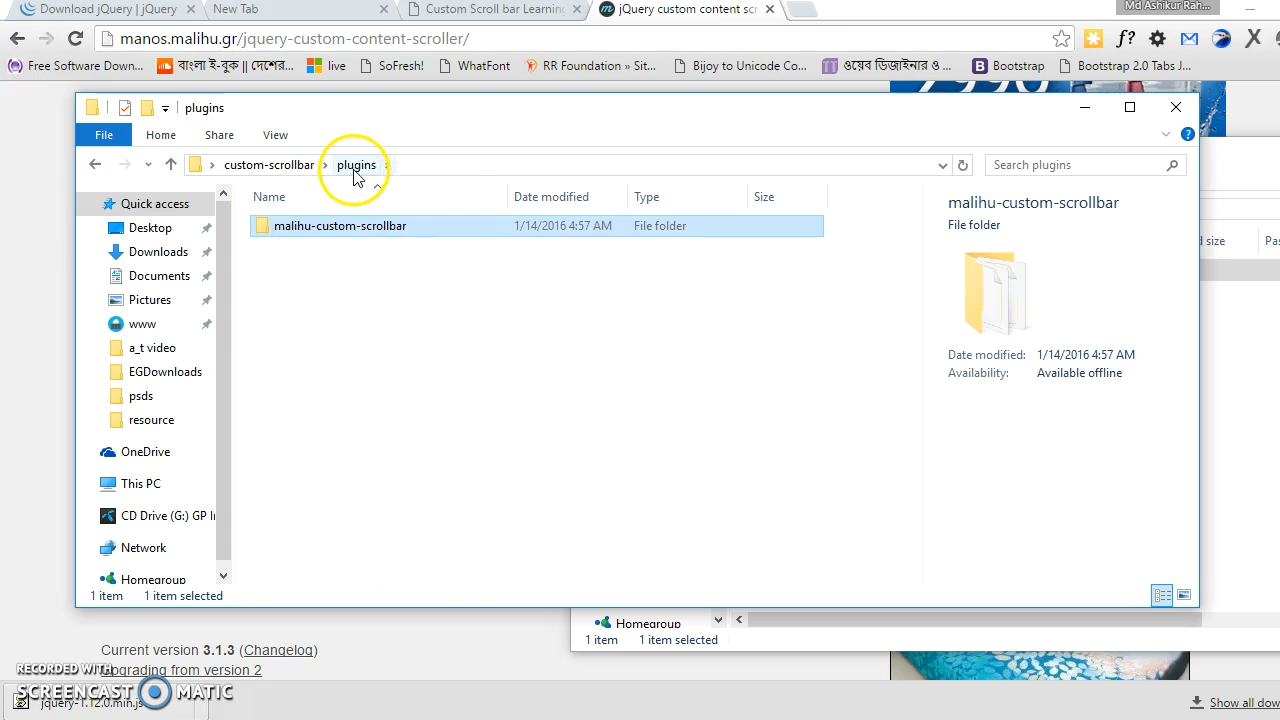 Download jQuery | jQuery
New Tab
Custom Scroll bar Learning
jQuery custom content sc
Md Ashikur Rah...
manos.malihu.gr/jquery-custom-content-scroller/
f?
X
Free Software Down...
বাংলা ই-বুক || দেশের...
live
SoFresh!
WhatFont
RR Foundation » Sit...
Bijoy to Unicode Co...
ওয়েব ডিজাইনার ও ...
B Bootstrap
Bootstrap 2.0 Tabs J...
plugins
File
Home
Share
View
custom-scrollbar
plugins
Search plugins
Name
Date modified
Type
Size
malihu-custom-scrollbar
1/14/2016 4:57 AM
File folder
Quick access
Desktop
Downloads
Documents
Pictures
www
a_t video
EGDownloads
psds
resource
OneDrive
This PC
CD Drive (G:) GP In
Network
Homegroup
1 item
1 item selected
malihu-custom-scrollbar
File folder
Date modified: 1/14/2016 4:57 AM
Availability: Available offline
d size
Pas
Homegroup
1 item
1 item selected
Current version 3.1.3 (Changelog)
Upgrading from version 2
RECORDED WITH
SCREENCAST MATIC
jquery-1.12.0.min.js
Show all dow